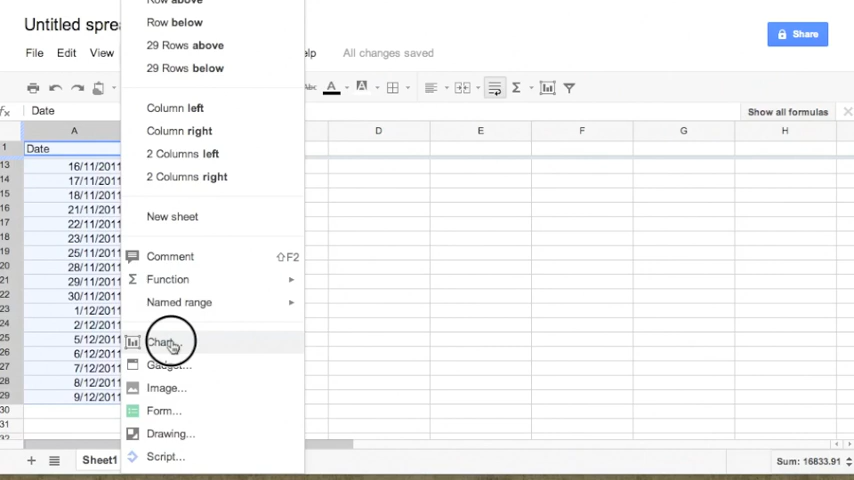 Untitled spre
Row above
File Edit View lp All changes saved
Share
Row below
29 Rows above
29 Rows below
Σ
fx Date
Show all formulas
Column left
Column right
2 Columns left
2 Columns right
A D E F G H
1 Date
13 16/11/2011
14 17/11/2011
15 18/11/2011
16 21/11/2011
17 22/11/2011
18 23/11/2011
19 25/11/2011
20 28/11/2011
21 29/11/2011
22 30/11/2011
23 1/12/2011
24 2/12/2011
25 5/12/2011
26 6/12/2011
27 7/12/2011
28 8/12/2011
29 9/12/2011
30
31
32
New sheet
Comment ⇧F2
Σ Function
Named range
Chart...
Gadget...
Image...
Form...
Drawing...
Script...
Sheet1
Sum: 16833.91